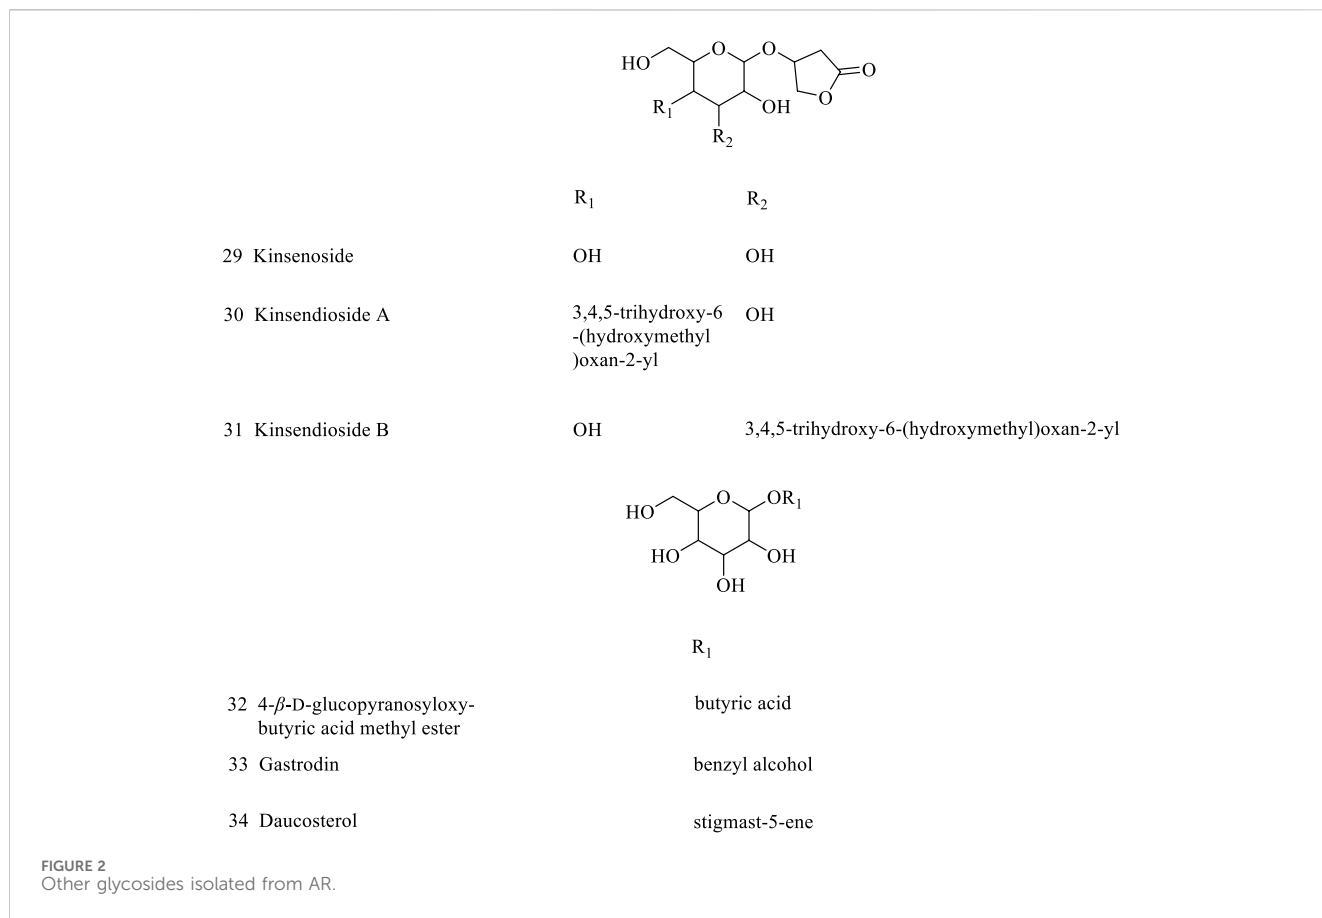 HO
O
O
O
O
R1
OH
R2
R1 R2
29 Kinsenoside OH OH
30 Kinsendioside A 3,4,5-trihydroxy-6 OH
-(hydroxymethyl
)oxan-2-yl
31 Kinsendioside B OH 3,4,5-trihydroxy-6-(hydroxymethyl)oxan-2-yl
O OR1
HO
HO OH
OH
R1
32 4-β-D-glucopyranosyloxy- butyric acid
butyric acid methyl ester
33 Gastrodin benzyl alcohol
34 Daucosterol stigmast-5-ene
FIGURE 2
Other glycosides isolated from AR.